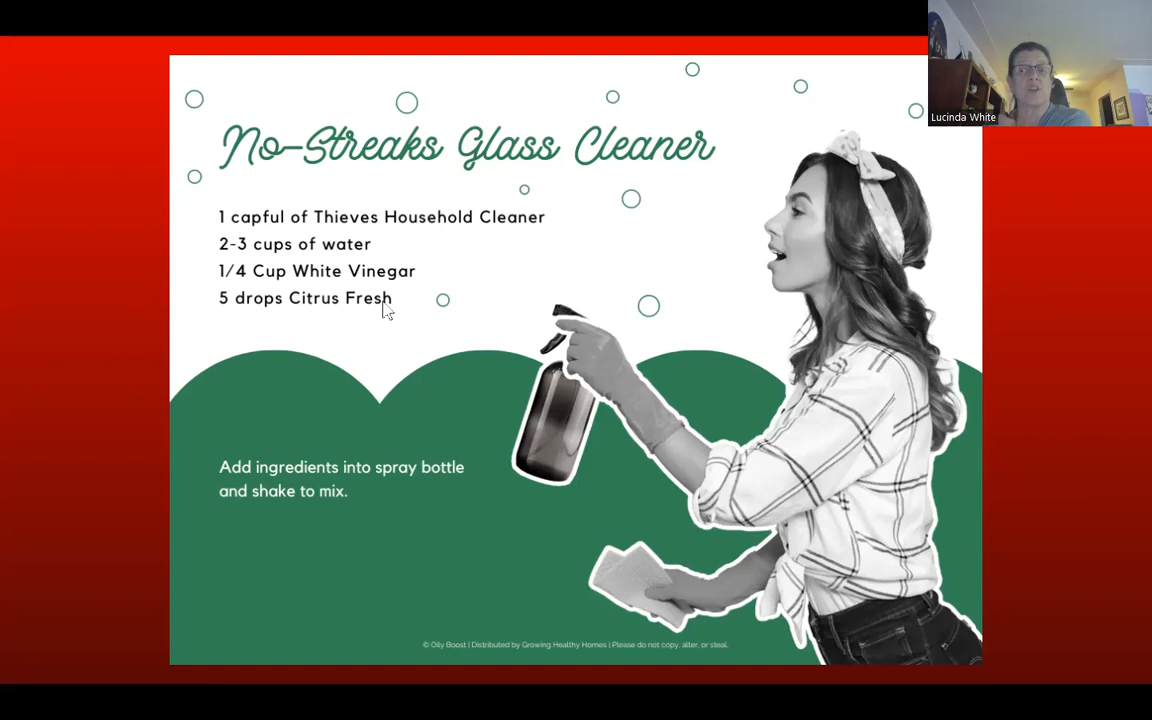 No-Streaks Glass Cleaner
1 capful of Thieves Household Cleaner
2-3 cups of water
1/4 Cup White Vinegar
5 drops Citrus Fresh
Add ingredients into spray bottle
and shake to mix.
© Oily Boost | Distributed by Growing Healthy Homes | Please do not copy, alter, or steal.
Lucinda White